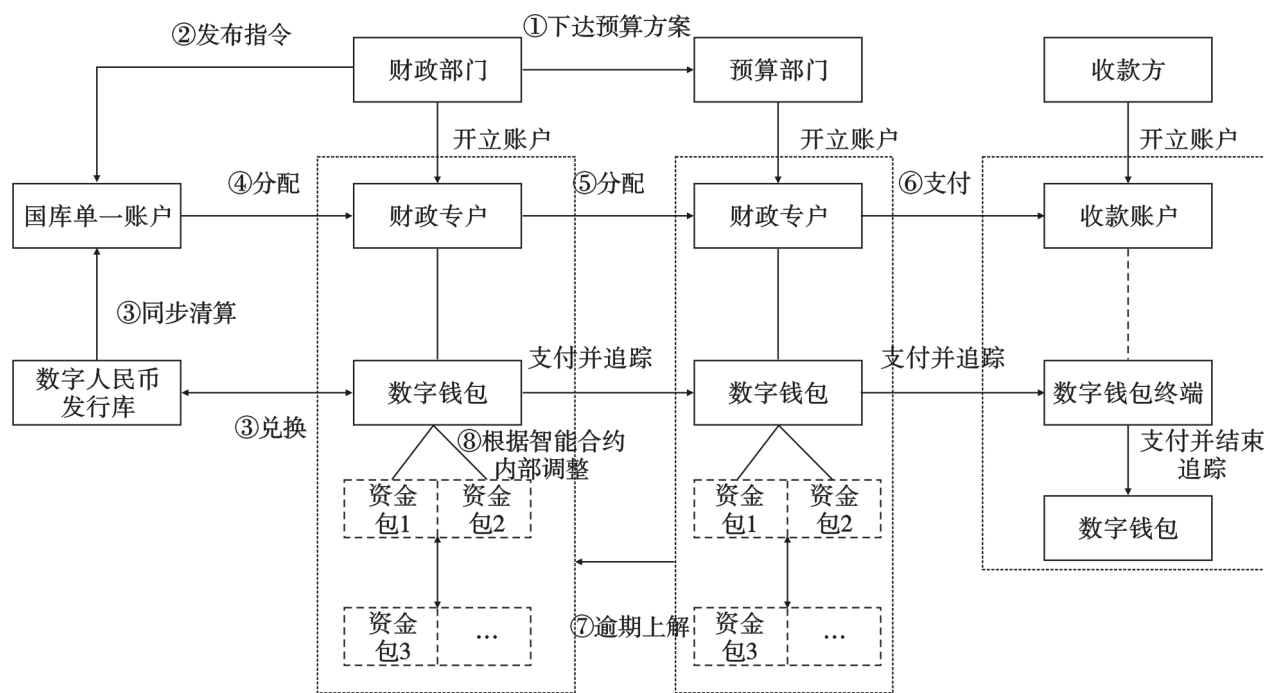 ①下达预算方案
②发布指令
财政部门
预算部门
收款方
开立账户
开立账户
开立账户
④分配
⑤分配
⑥支付
国库单一账户
财政专户
财政专户
收款账户
③同步清算
支付并追踪
支付并追踪
数字人民币
发行库
数字钱包
数字钱包
数字钱包终端
③兑换
⑧根据智能合约
内部调整
支付并结束
追踪
资金
包1
资金
包2
资金
包1
资金
包2
数字钱包
⑦逾期上解
资金
包3
...
资金
包3
...